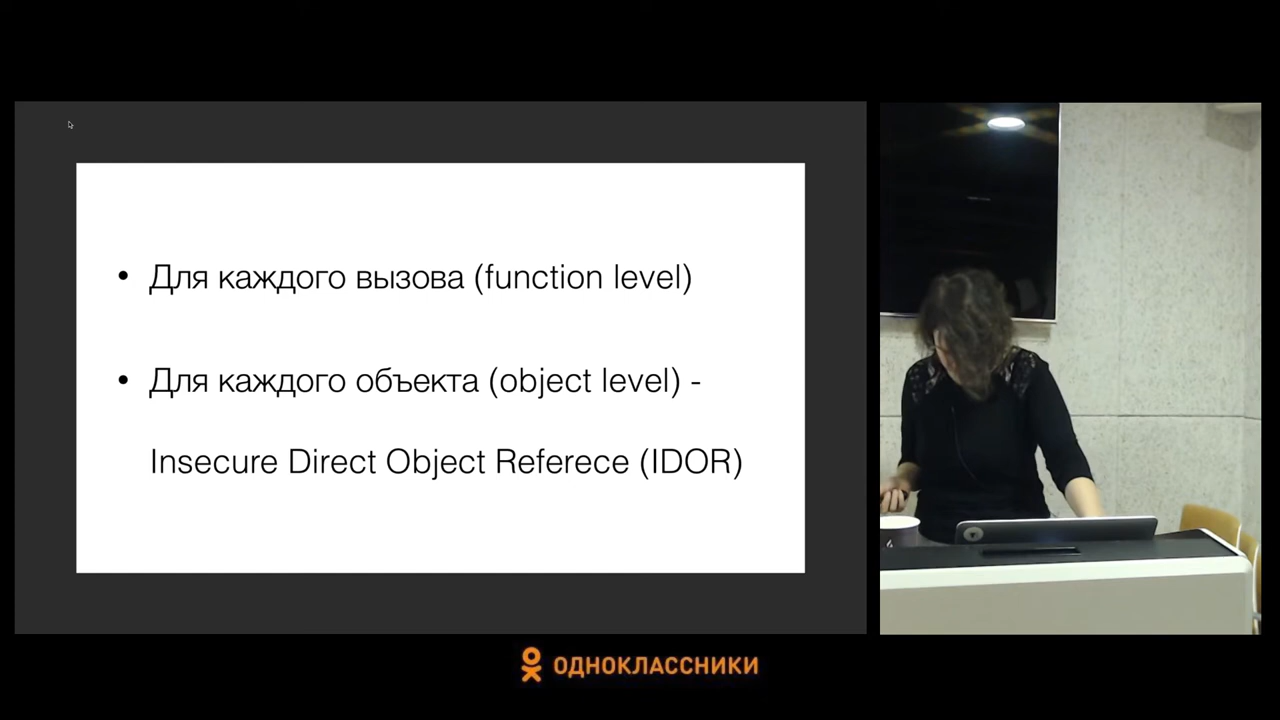 • Для каждого вызова (function level)
• Для каждого объекта (object level) -
Insecure Direct Object Referece (IDOR)
ОДНОКЛАССНИКИ